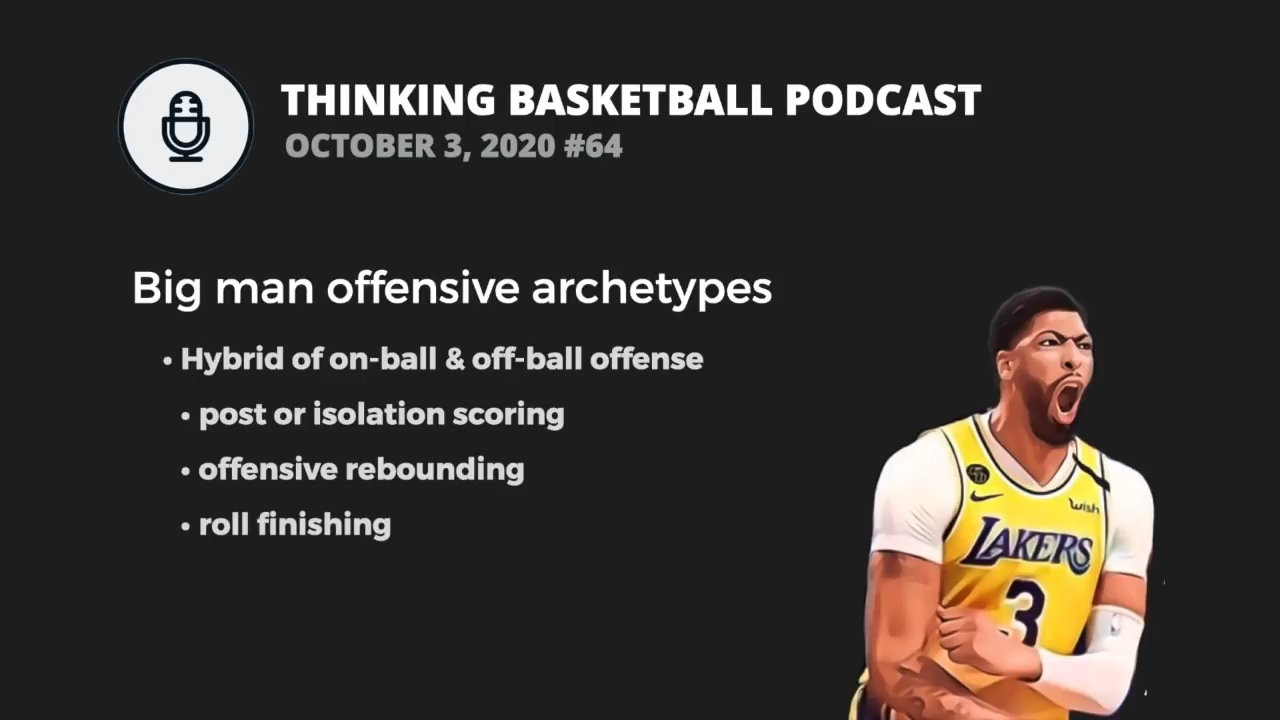 THINKING BASKETBALL PODCAST
OCTOBER 3, 2020 #64
Big man offensive archetypes
• Hybrid of on-ball & off-ball offense
• post or isolation scoring
• offensive rebounding
• roll finishing
wish
LAKERS
3